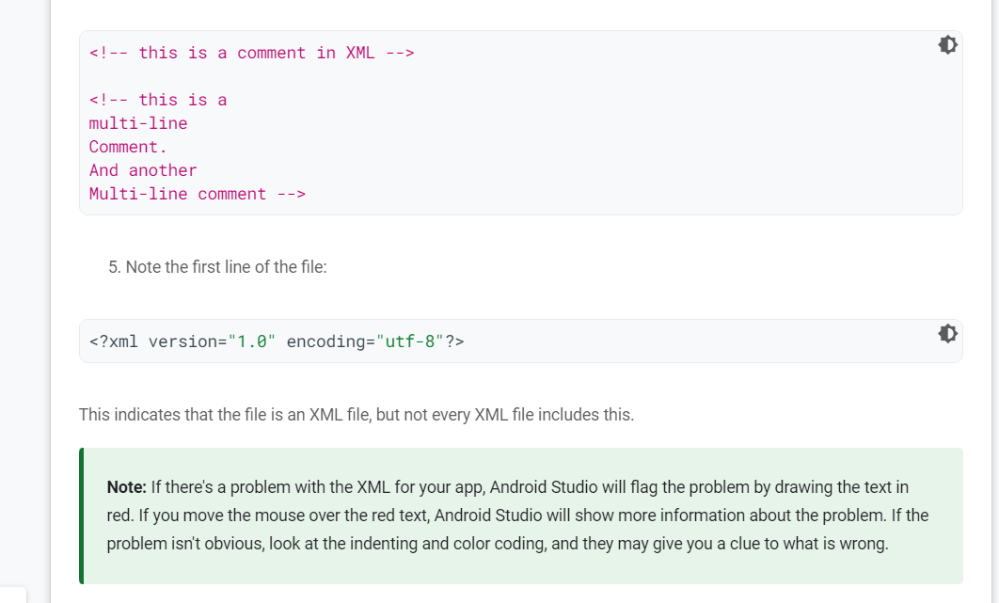 <!-- this is a comment in XML -->
<!-- this is a
multi-line
Comment.
And another
Multi-line comment -->
5. Note the first line of the file:
<?xml version="1.0" encoding="utf-8"?>
This indicates that the file is an XML file, but not every XML file includes this.
Note: If there's a problem with the XML for your app, Android Studio will flag the problem by drawing the text in
red. If you move the mouse over the red text, Android Studio will show more information about the problem. If the
problem isn't obvious, look at the indenting and color coding, and they may give you a clue to what is wrong.